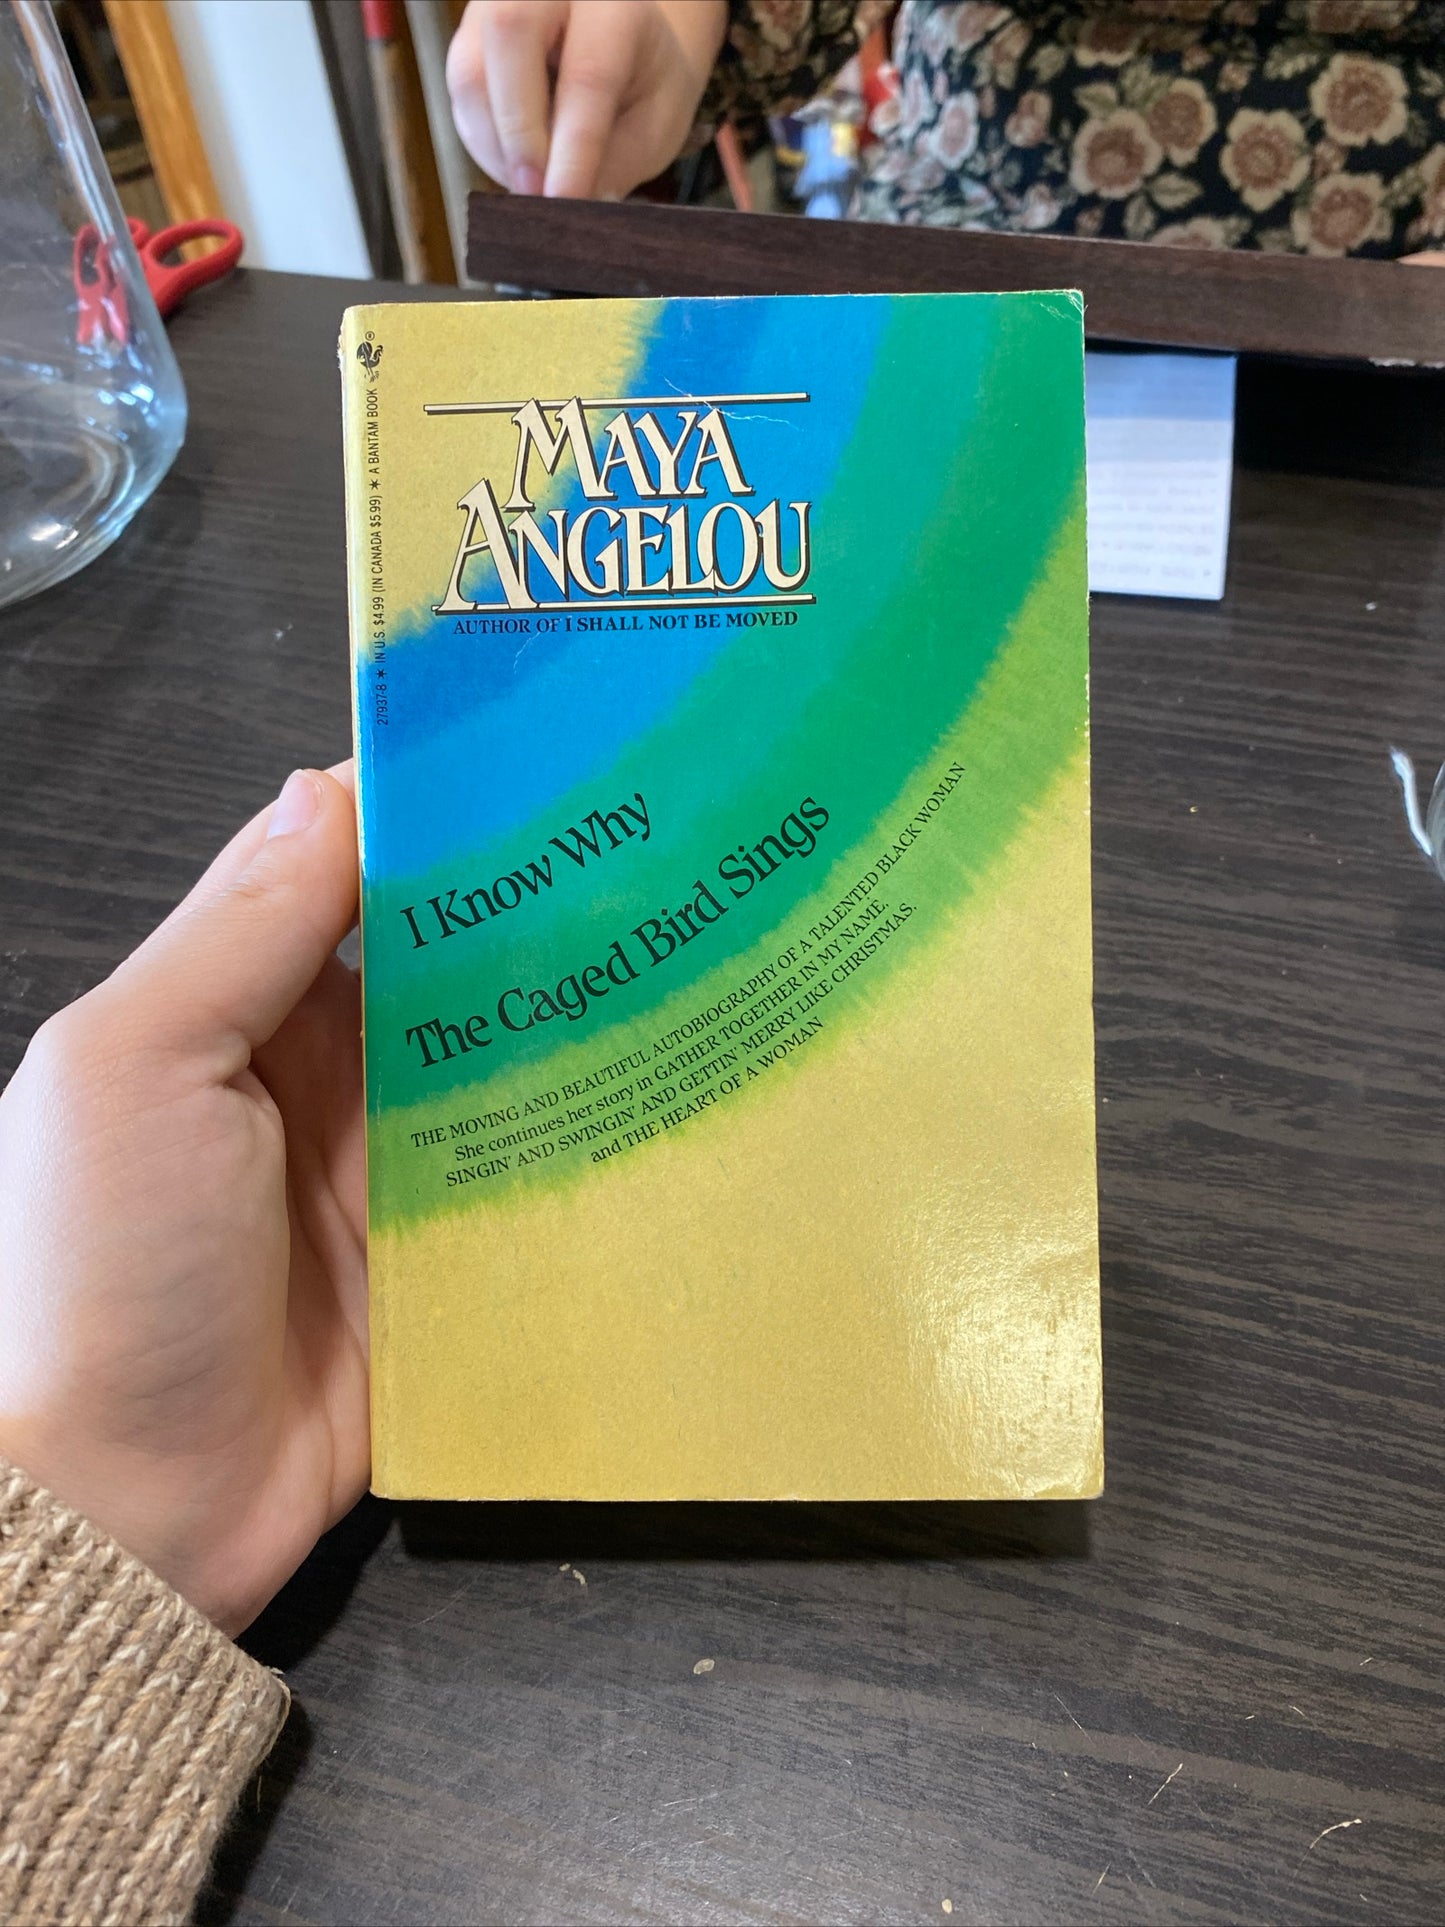 27937-8 * IN U.S. $4.99 (IN CANADA $5.99) * A BANTAM BOOK
MAYA
ANGELOU
AUTHOR OF I SHALL NOT BE MOVED
I Know Why
The Caged Bird Sings
THE MOVING AND BEAUTIFUL AUTOBIOGRAPHY OF A TALENTED BLACK WOMAN
She continues her story in GATHER TOGETHER IN MY NAME.
SINGIN' AND SWINGIN' AND GETTIN' MERRY LIKE CHRISTMAS.
and THE HEART OF A WOMAN